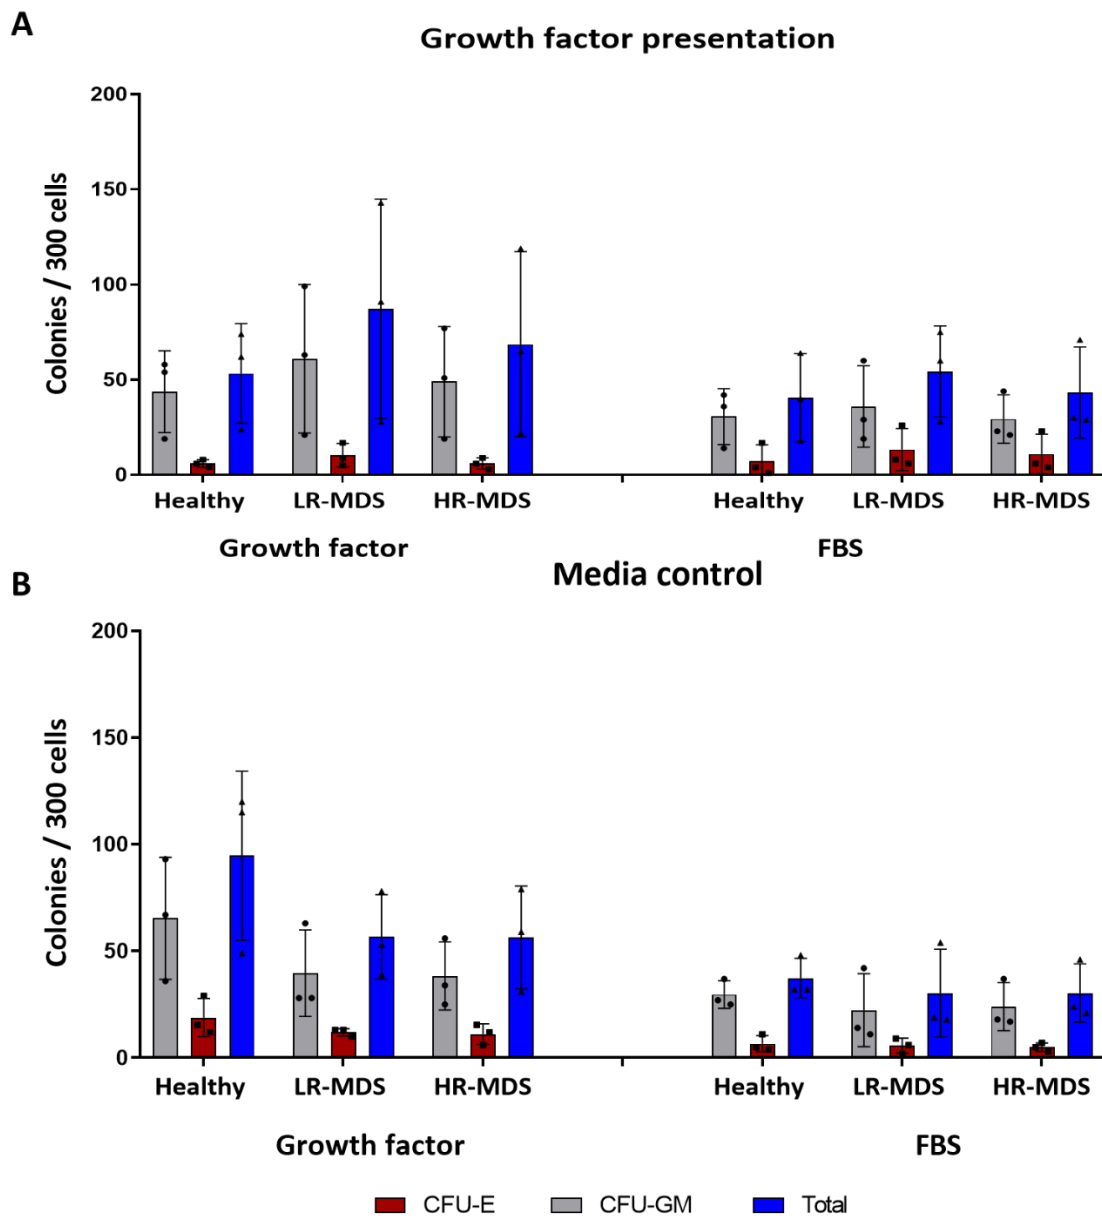 A
Growth factor presentation
Colonies / 300 cells
200
150
100
50
0
Healthy LR-MDS HR-MDS Healthy LR-MDS HR-MDS
Growth factor FBS
B
Media control
Colonies / 300 cells
200
150
100
50
0
Healthy LR-MDS HR-MDS Healthy LR-MDS HR-MDS
Growth factor FBS
CFU-E CFU-GM Total